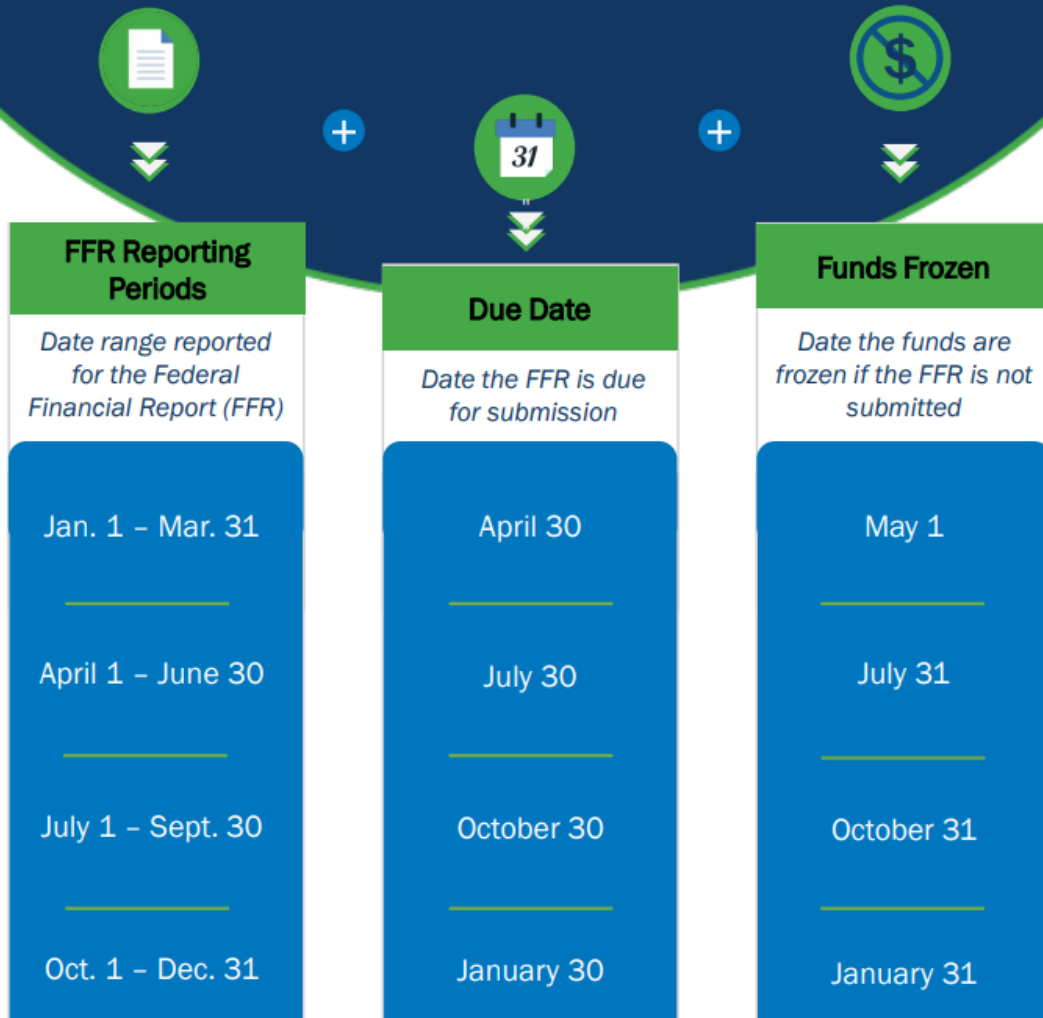 $
31
FFR Reporting
Periods
Date range reported
for the Federal
Financial Report (FFR)
Jan. 1 – Mar. 31
April 1 – June 30
July 1 – Sept. 30
Oct. 1 – Dec. 31
Due Date
Date the FFR is due
for submission
April 30
July 30
October 30
January 30
Funds Frozen
Date the funds are
frozen if the FFR is not
submitted
May 1
July 31
October 31
January 31